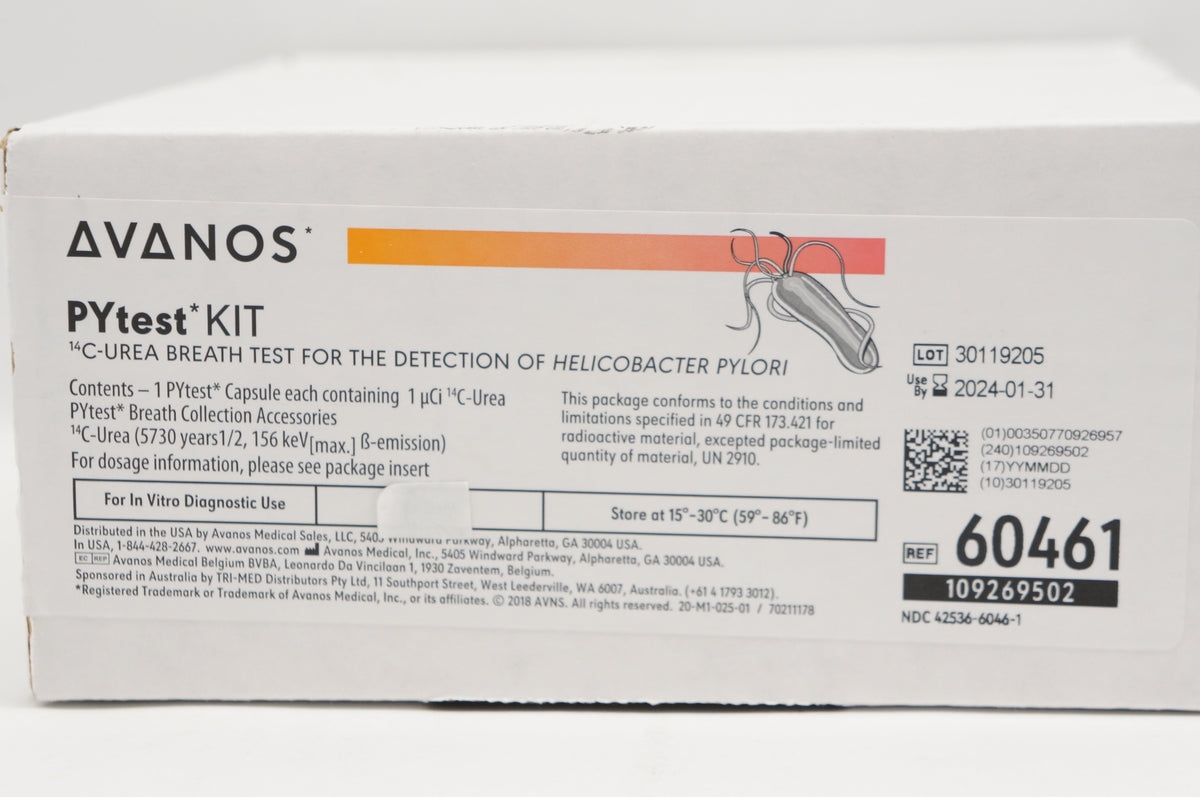 AVANOS*
PYtest* KIT
¹⁴C-UREA BREATH TEST FOR THE DETECTION OF HELICOBACTER PYLORI
Contents – 1 PYtest* Capsule each containing 1 µCi ¹⁴C-Urea
PYtest* Breath Collection Accessories
¹⁴C-Urea (5730 years1/2, 156 keV[max.] ß-emission)
For dosage information, please see package insert
This package conforms to the conditions and
limitations specified in 49 CFR 173.421 for
radioactive material, excepted package-limited
quantity of material, UN 2910.
For In Vitro Diagnostic Use
Store at 15°-30°C (59°- 86°F)
Distributed in the USA by Avanos Medical Sales, LLC, 5405 Windward Parkway, Alpharetta, GA 30004 USA.
In USA, 1-844-428-2667. www.avanos.com Avanos Medical, Inc., 5405 Windward Parkway, Alpharetta, GA 30004 USA.
EC REP Avanos Medical Belgium BVBA, Leonardo Da Vincilaan 1, 1930 Zaventem, Belgium.
Sponsored in Australia by TRI-MED Distributors Pty Ltd, 11 Southport Street, West Leederville, WA 6007, Australia. (+61 4 1793 3012).
*Registered Trademark or Trademark of Avanos Medical, Inc., or its affiliates. © 2018 AVNS. All rights reserved. 20-M1-025-01 / 70211178
LOT 30119205
Use By 2024-01-31
(01)00350770926957
(240)109269502
(17)YYMMDD
(10)30119205
REF 60461
109269502
NDC 42536-6046-1